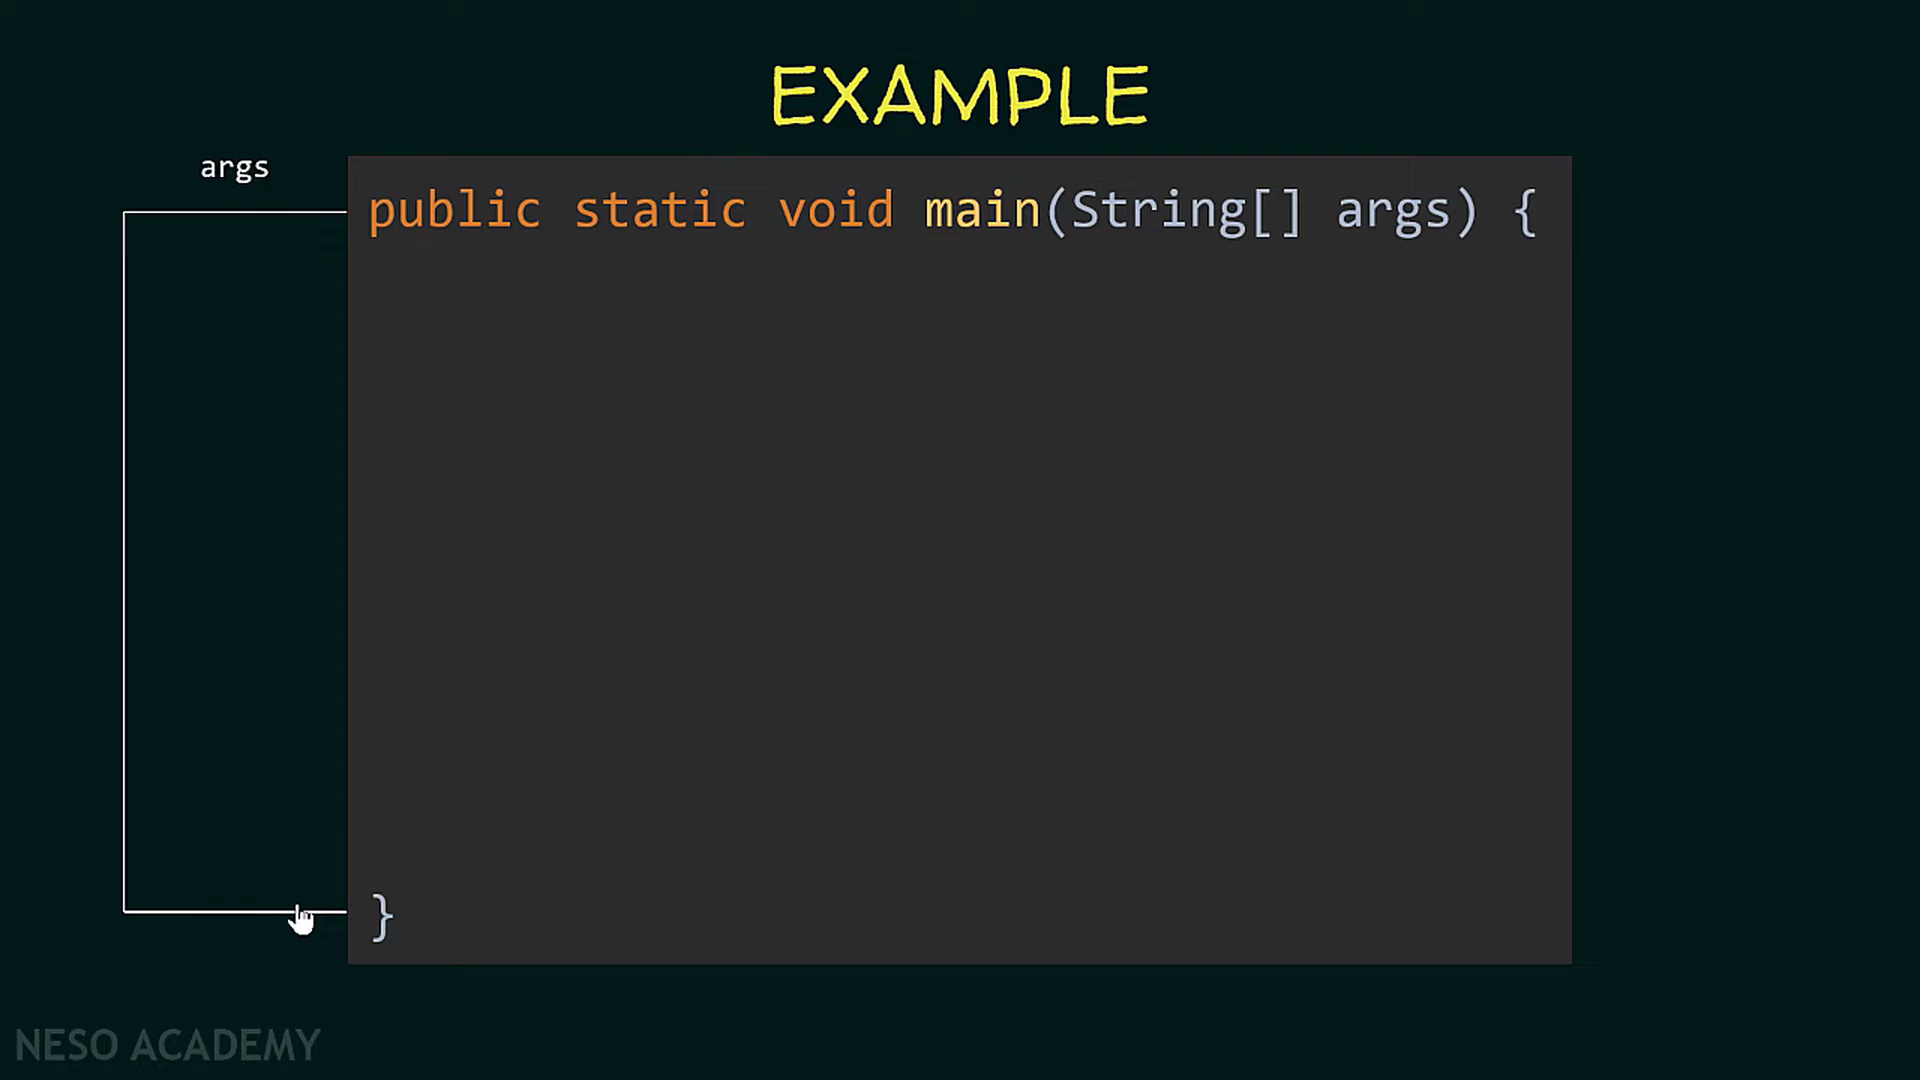 EXAMPLE
args
public static void main(String[] args) {
}
NESO ACADEMY